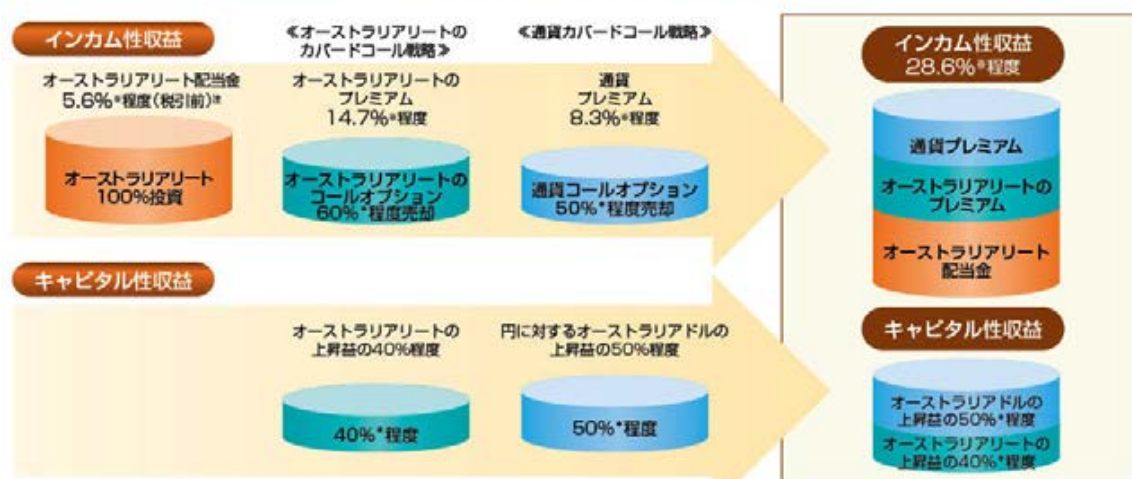 インカム性収益
≪オーストラリアリートの
カバードコール戦略≫
≪通貨カバードコール戦略≫
オーストラリアリート配当金
5.6%*程度(税引前)※
オーストラリアリートの
プレミアム
14.7%*程度
通貨
プレミアム
8.3%*程度
オーストラリアリート
100%投資
オーストラリアリートの
コールオプション
60%*程度売却
通貨コールオプション
50%*程度売却
キャピタル性収益
オーストラリアリートの
上昇益の40%程度
円に対するオーストラリアドルの
上昇益の50%程度
40%*程度
50%*程度
インカム性収益
28.6%*程度
通貨プレミアム
オーストラリアリートの
プレミアム
オーストラリアリート
配当金
キャピタル性収益
オーストラリアドルの
上昇益の50%*程度
オーストラリアリートの
上昇益の40%*程度